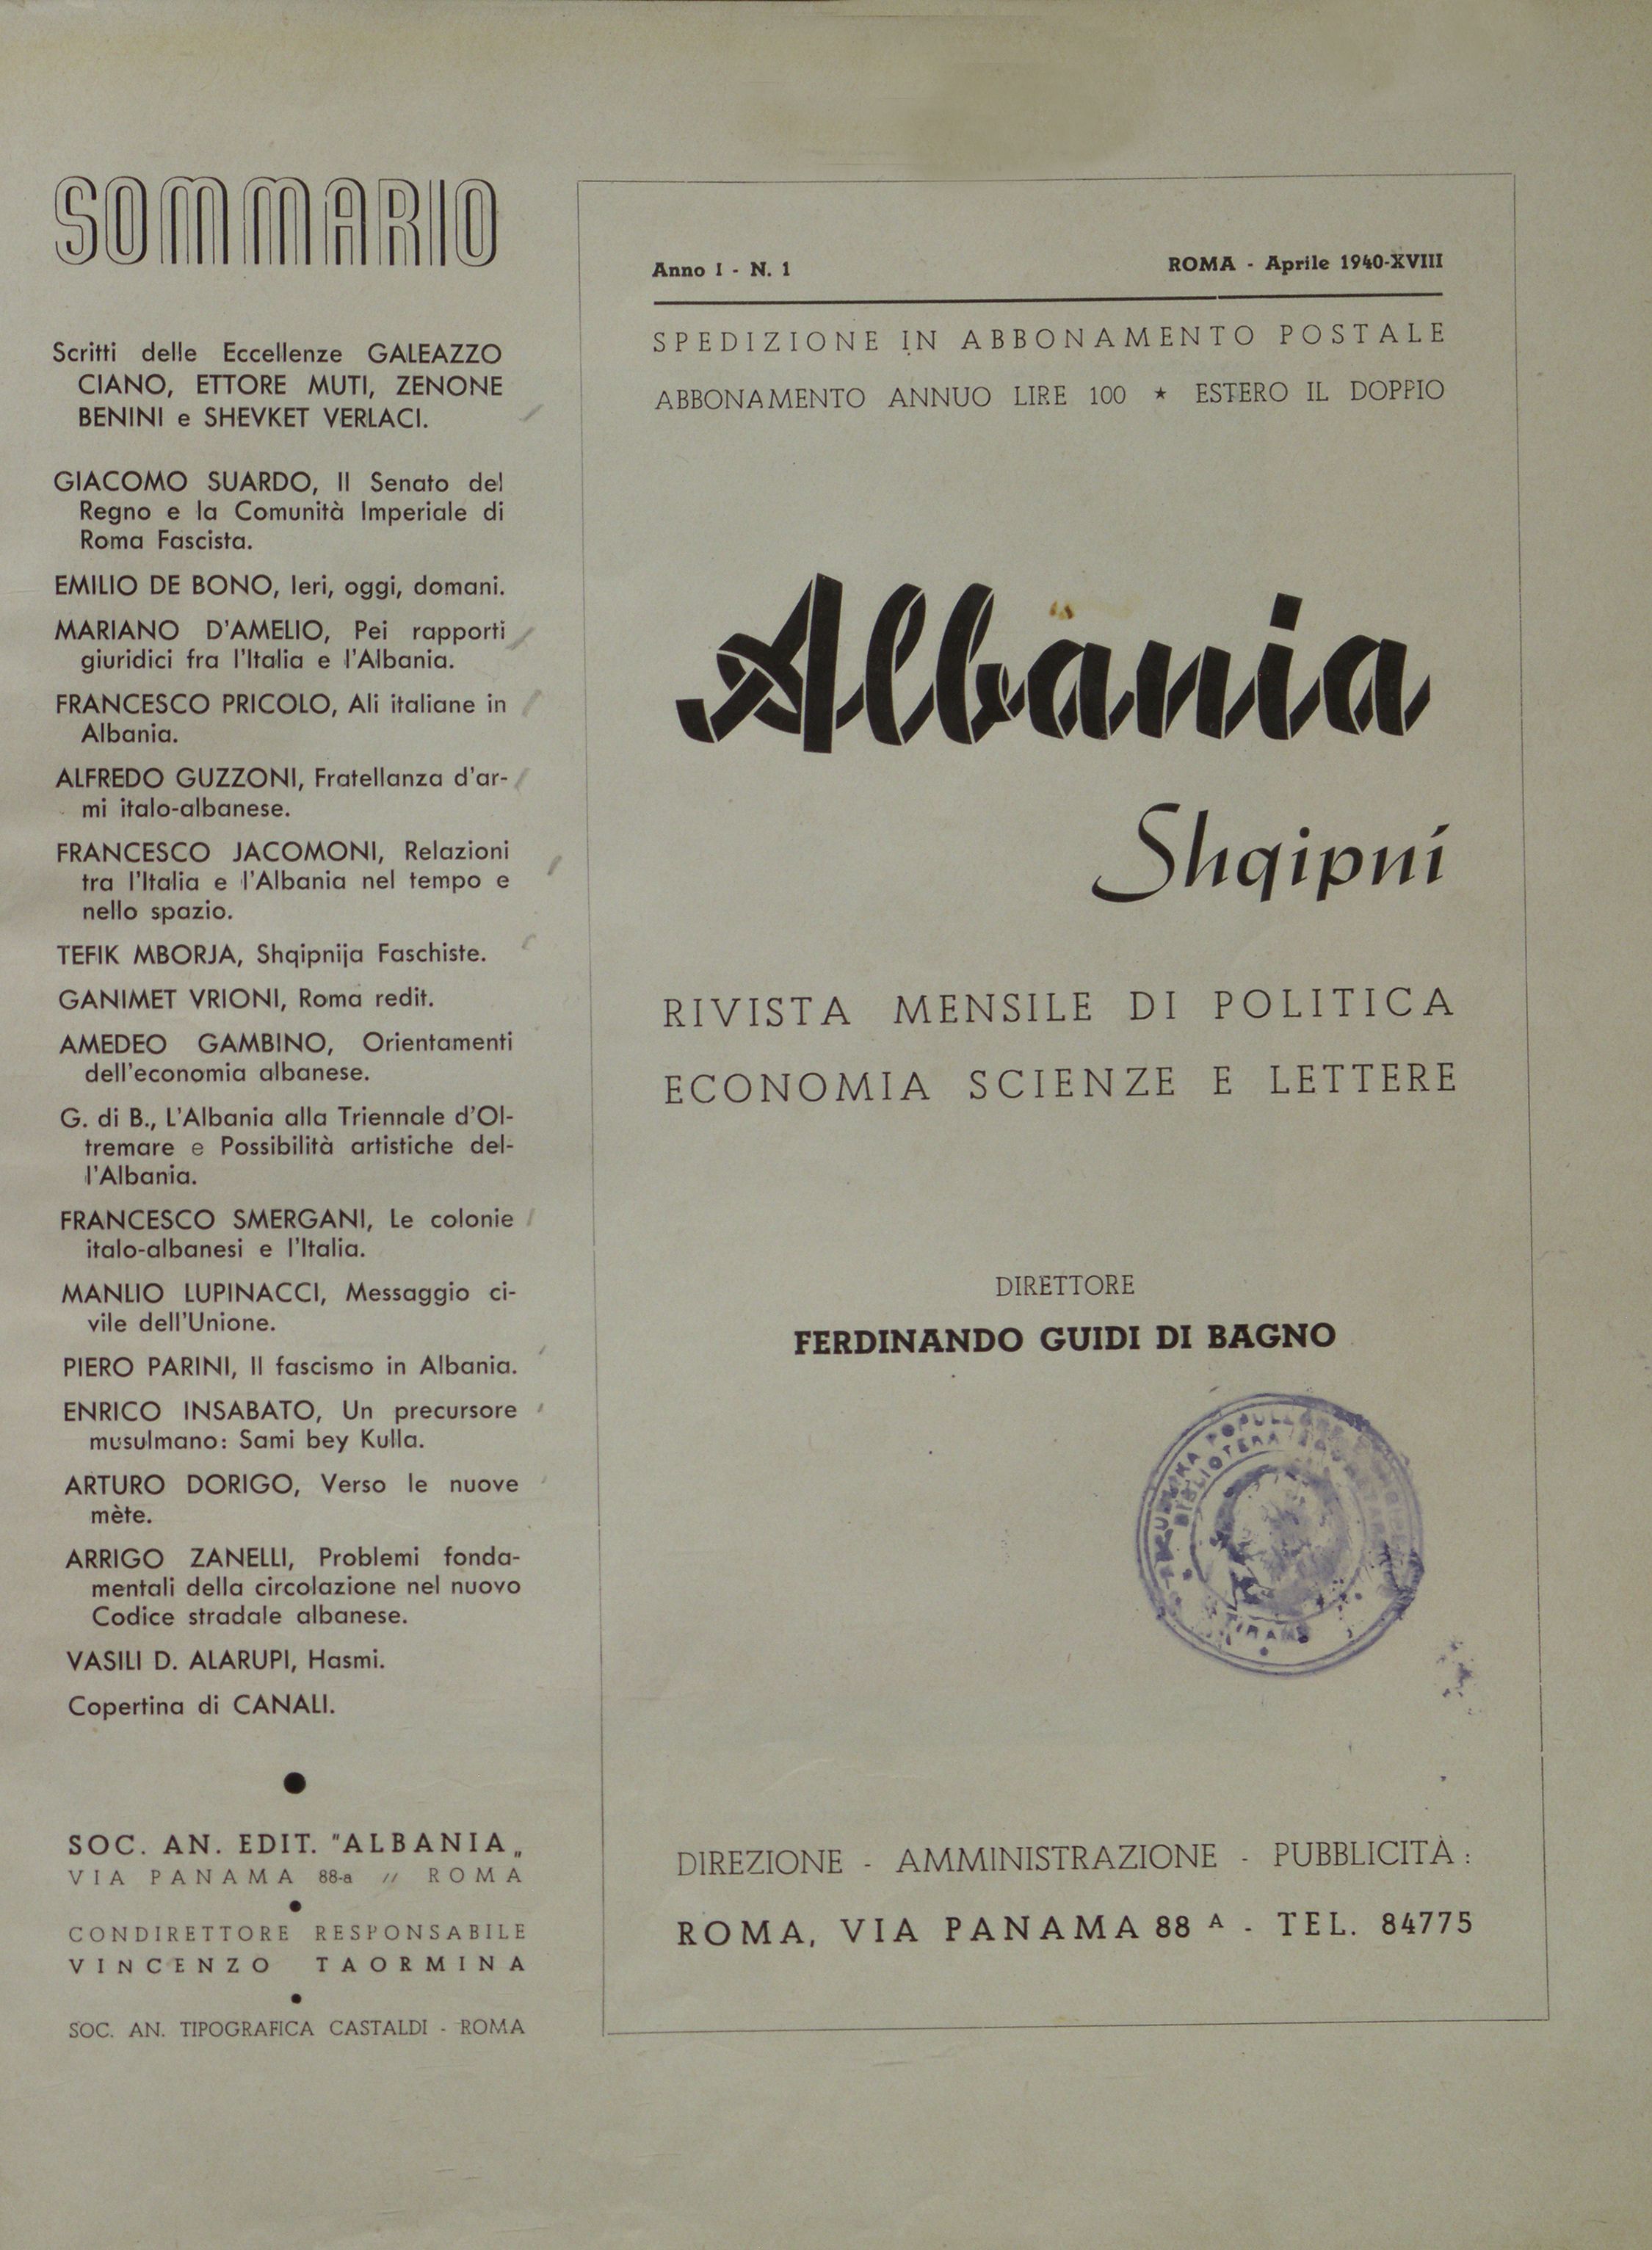 SOMMARIO
Scritti delle Eccellenze GALEAZZO
CIANO, ETTORE MUTI, ZENONE
BENINI e SHEVKET VERLACI.
GIACOMO SUARDO, Il Senato del
Regno e la Comunità Imperiale di
Roma Fascista.
EMILIO DE BONO, Ieri, oggi, domani.
MARIANO D'AMELIO, Pei rapporti
giuridici fra l'Italia e l'Albania.
FRANCESCO PRICOLO, Ali italiane in
Albania.
ALFREDO GUZZONI, Fratellanza d'ar-
mi italo-albanese.
FRANCESCO JACOMONI, Relazioni
tra l'Italia e l'Albania nel tempo e
nello spazio.
TEFIK MBORJA, Shqipnija Faschiste.
GANIMET VRIONI, Roma redit.
AMEDEO GAMBINO, Orientamenti
dell'economia albanese.
G. di B., L'Albania alla Triennale d'Ol-
tremare e Possibilità artistiche del-
l'Albania.
FRANCESCO SMERGANI, Le colonie
italo-albanesi e l'Italia.
MANLIO LUPINACCI, Messaggio ci-
vile dell'Unione.
PIERO PARINI, Il fascismo in Albania.
ENRICO INSABATO, Un precursore
musulmano: Sami bey Kulla.
ARTURO DORIGO, Verso le nuove
mète.
ARRIGO ZANELLI, Problemi fonda-
mentali della circolazione nel nuovo
Codice stradale albanese.
VASILI D. ALARUPI, Hasmi.
Copertina di CANALI.
SOC. AN. EDIT. "ALBANIA„
VIA PANAMA 88-a // ROMA
CONDIRETTORE RESPONSABILE
VINCENZO TAORMINA
SOC. AN. TIPOGRAFICA CASTALDI - ROMA
Anno I - N. 1
ROMA - Aprile 1940-XVIII
SPEDIZIONE IN ABBONAMENTO POSTALE
ABBONAMENTO ANNUO LIRE 100 ★ ESTERO IL DOPPIO
Albania
Shqipni
RIVISTA MENSILE DI POLITICA
ECONOMIA SCIENZE E LETTERE
DIRETTORE
FERDINANDO GUIDI DI BAGNO
BIBLIOTEKA
DIREZIONE - AMMINISTRAZIONE - PUBBLICITÀ :
ROMA, VIA PANAMA 88 A - TEL. 84775